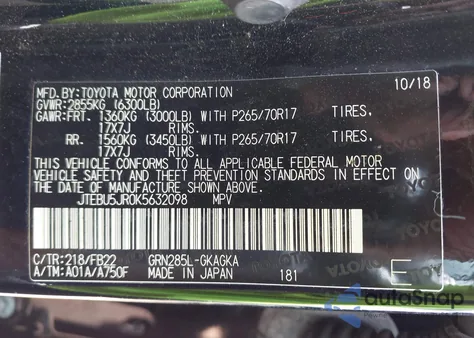 MFD.BY:TOYOTA MOTOR CORPORATION 10/18
GVWR:2855KG (6300LB)
GAWR:FRT. 1360KG (3000LB) WITH P265/70R17 TIRES,
17X7J RIMS.
RR. 1560KG (3450LB) WITH P265/70R17 TIRES,
17X7J RIMS.
THIS VEHICLE CONFORMS TO ALL APPLICABLE FEDERAL MOTOR
VEHICLE SAFETY AND THEFT PREVENTION STANDARDS IN EFFECT
ON THE DATE OF MANUFACTURE SHOWN ABOVE.
JTEBU5JR0K5632098 MPV
C/TR:218/FB22 GRN285L-GKAGKA
A/TM:A01A/A750F MADE IN JAPAN 181 E
autoSnap